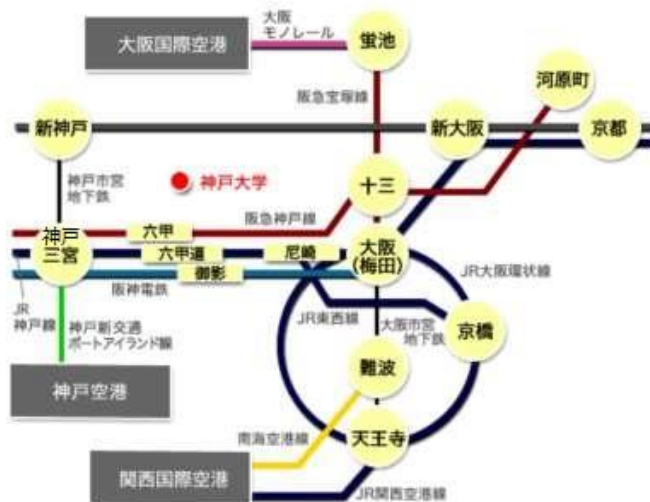 大阪
モノレール
大阪国際空港
蛍池
阪急宝塚線
河原町
新神戸
新大阪
京都
神戸市営
地下鉄
神戸大学
十三
阪急神戸線
六甲
神戸
三宮
六甲道
尼崎
大阪
(梅田)
御影
阪神電鉄
JR大阪環状線
JR
神戸線
JR東西線
大阪市営
地下鉄
京橋
神戸新交通
ポートアイランド線
難波
神戸空港
南海空港線
天王寺
関西国際空港
JR関西空港線